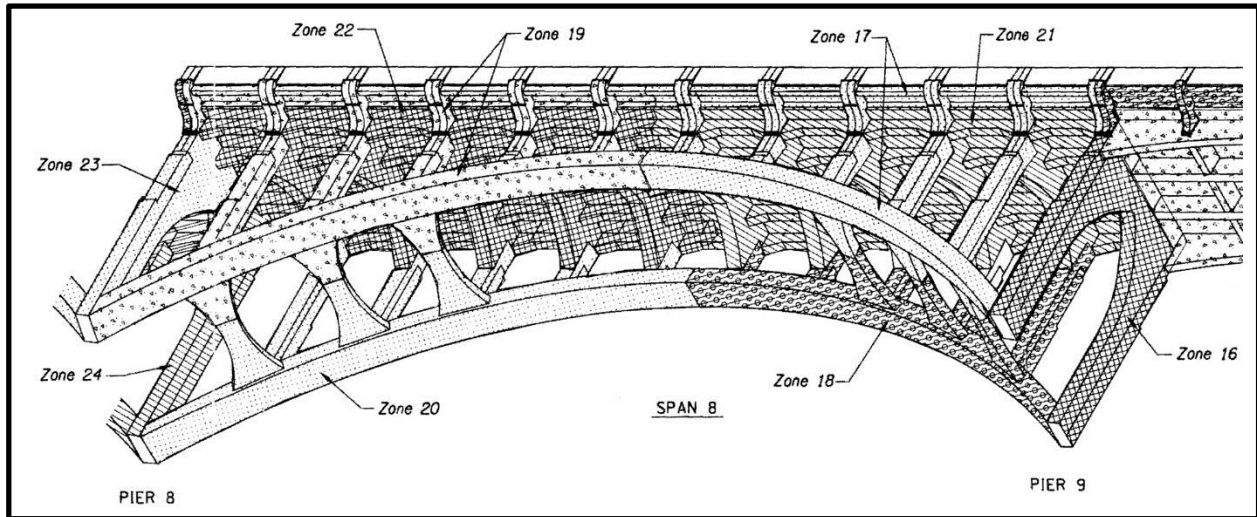 Zone 22
Zone 19
Zone 17
Zone 21
Zone 23
Zone 24
Zone 20
SPAN 8
Zone 18
Zone 16
PIER 8
PIER 9